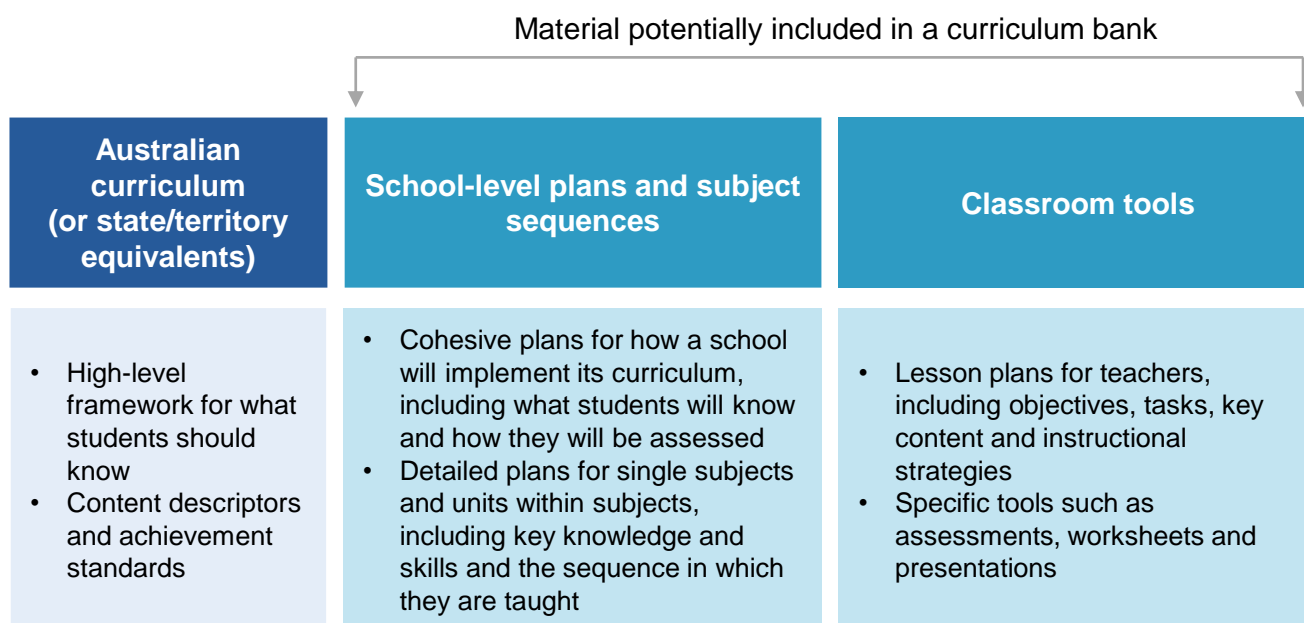 Material potentially included in a curriculum bank
Australian
curriculum
(or state/territory
equivalents)
School-level plans and subject
sequences
Classroom tools
• High-level
framework for what
students should
know
• Content descriptors
and achievement
standards
• Cohesive plans for how a school
will implement its curriculum,
including what students will know
and how they will be assessed
• Detailed plans for single subjects
and units within subjects,
including key knowledge and
skills and the sequence in which
they are taught
• Lesson plans for teachers,
including objectives, tasks, key
content and instructional
strategies
• Specific tools such as
assessments, worksheets and
presentations